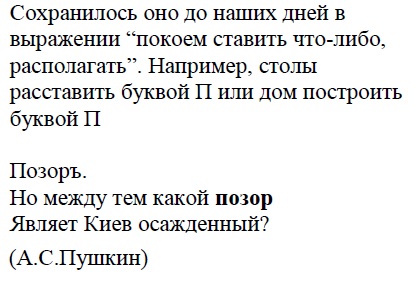 Сохранилось оно до наших дней в
выражении “покоем ставить что-либо,
располагать”. Например, столы
расставить буквой П или дом построить
буквой П
Позоръ.
Но между тем какой позор
Являет Киев осажденный?
(А.С.Пушкин)